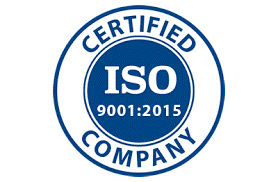 CERTIFIED
ISO
9001:2015
COMPANY